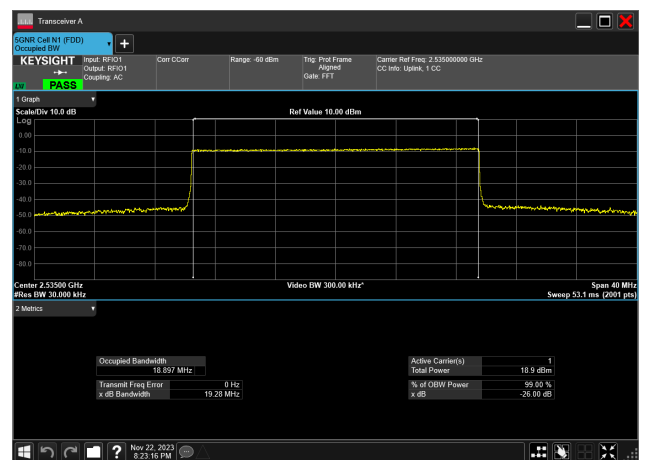 Transceiver A
5GNR Cell N1 (FDD)
Occupied BW
KEYSIGHT
LV PASS
Input: RFIO1
Output: RFIO1
Coupling: AC
Corr CCorr
Range: -60 dBm
Trig: Prot Frame
Aligned
Gate: FFT
Carrier Ref Freq: 2.535000000 GHz
CC Info: Uplink, 1 CC
1 Graph
Scale/Div 10.0 dB Ref Value 10.00 dBm
Log
0.00
-10.0
-20.0
-30.0
-40.0
-50.0
-60.0
-70.0
-80.0
Center 2.53500 GHz Video BW 300.00 kHz* Span 40 MHz
#Res BW 30.000 kHz Sweep 53.1 ms (2001 pts)
2 Metrics
Occupied Bandwidth
18.897 MHz
Transmit Freq Error 0 Hz
x dB Bandwidth 19.28 MHz
Active Carrier(s) 1
Total Power 18.9 dBm
% of OBW Power 99.00 %
x dB -26.00 dB
Nov 22, 2023
8:23:16 PM